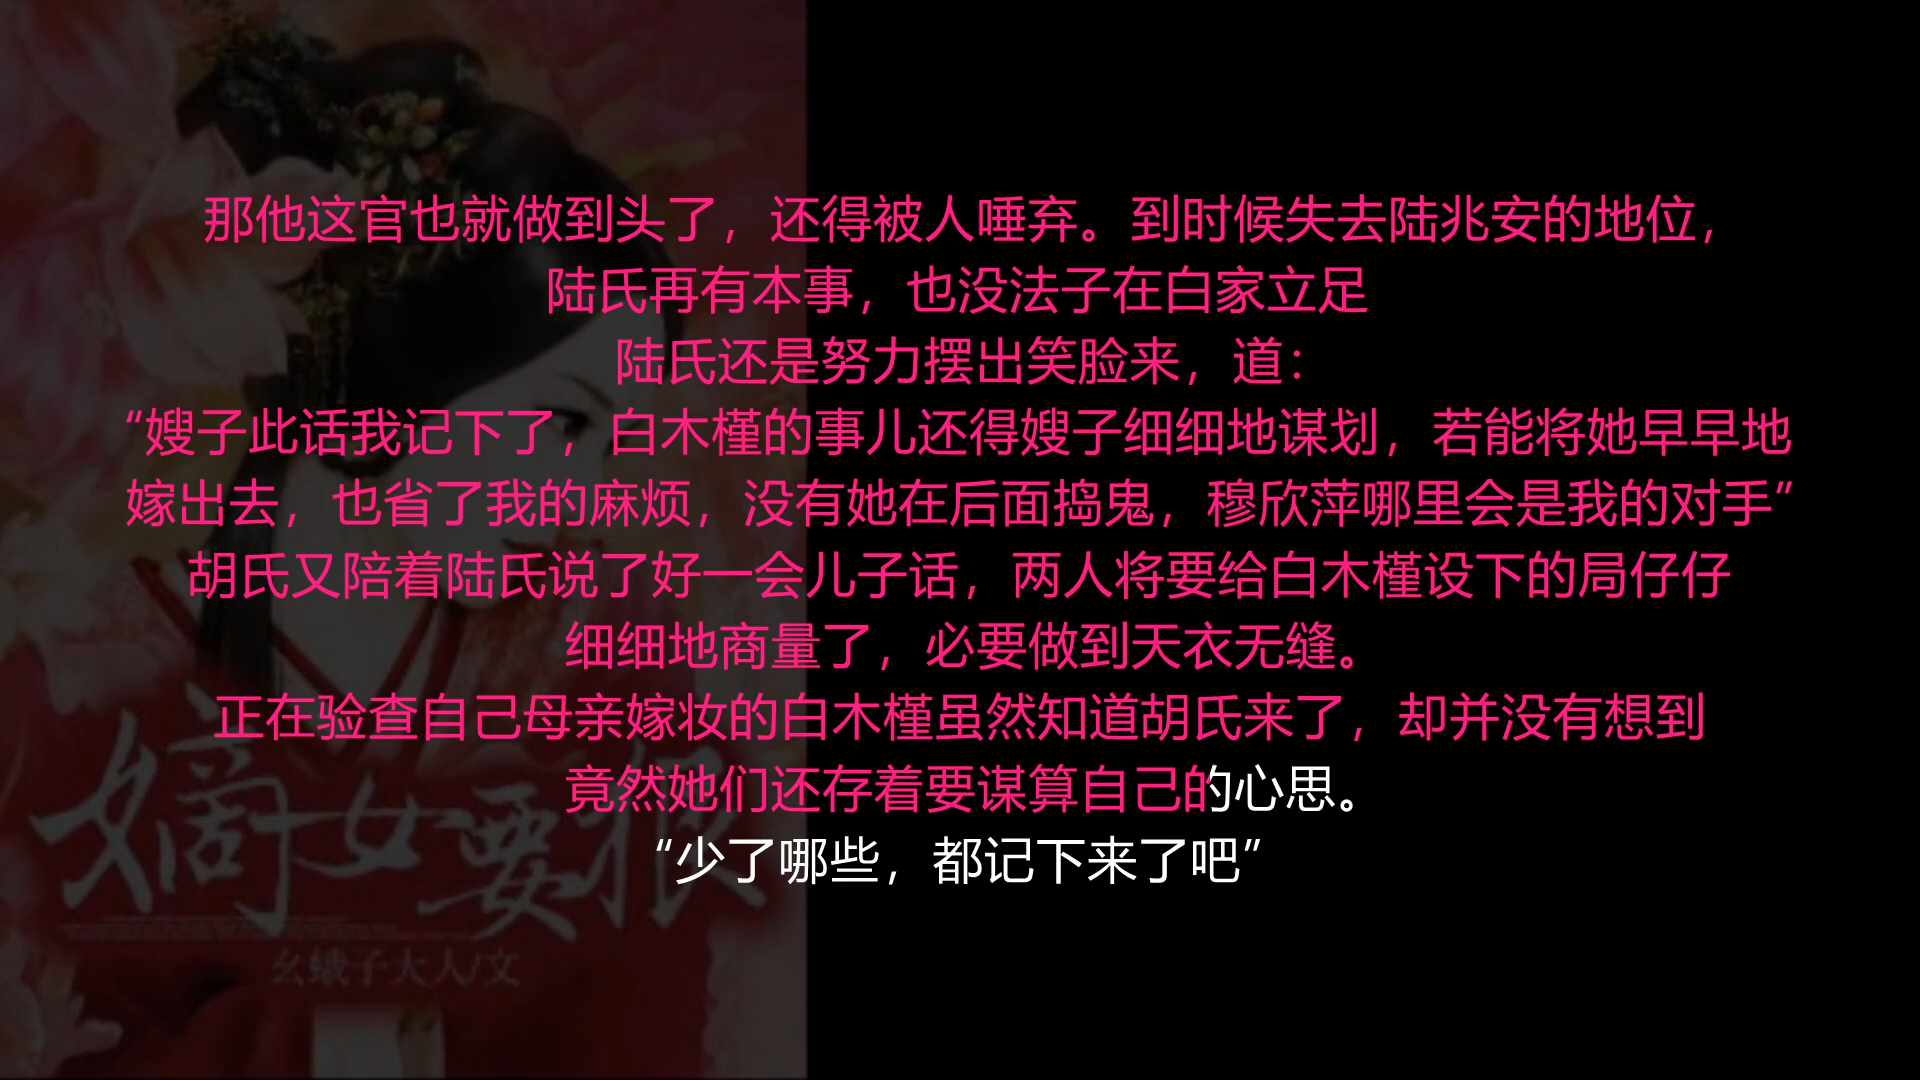 那他这官也就做到头了，还得被人唾弃。到时候失去陆兆安的地位，
陆氏再有本事，也没法子在白家立足
陆氏还是努力摆出笑脸来，道：
“嫂子此话我记下了，白木槿的事儿还得嫂子细细地谋划，若能将她早早地
嫁出去，也省了我的麻烦，没有她在后面捣鬼，穆欣萍哪里会是我的对手”
胡氏又陪着陆氏说了好一会儿子话，两人将要给白木槿设下的局仔仔
细细地商量了，必要做到天衣无缝。
正在验查自己母亲嫁妆的白木槿虽然知道胡氏来了，却并没有想到
竟然她们还存着要谋算自己的心思。
“少了哪些，都记下来了吧”
嫡女要狠
幺蛾子大人/文